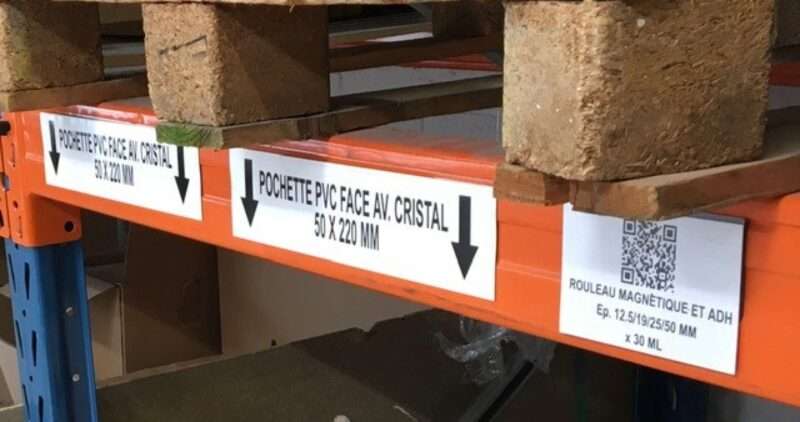 POCHETTE PVC FACE AV. CRISTAL
50 X 220 MM
POCHETTE PVC FACE AV. CRISTAL
50 X 220 MM
ROULEAU MAGNÉTIQUE ET ADH
Ep. 12.5/19/25/50 MM
x 30 ML